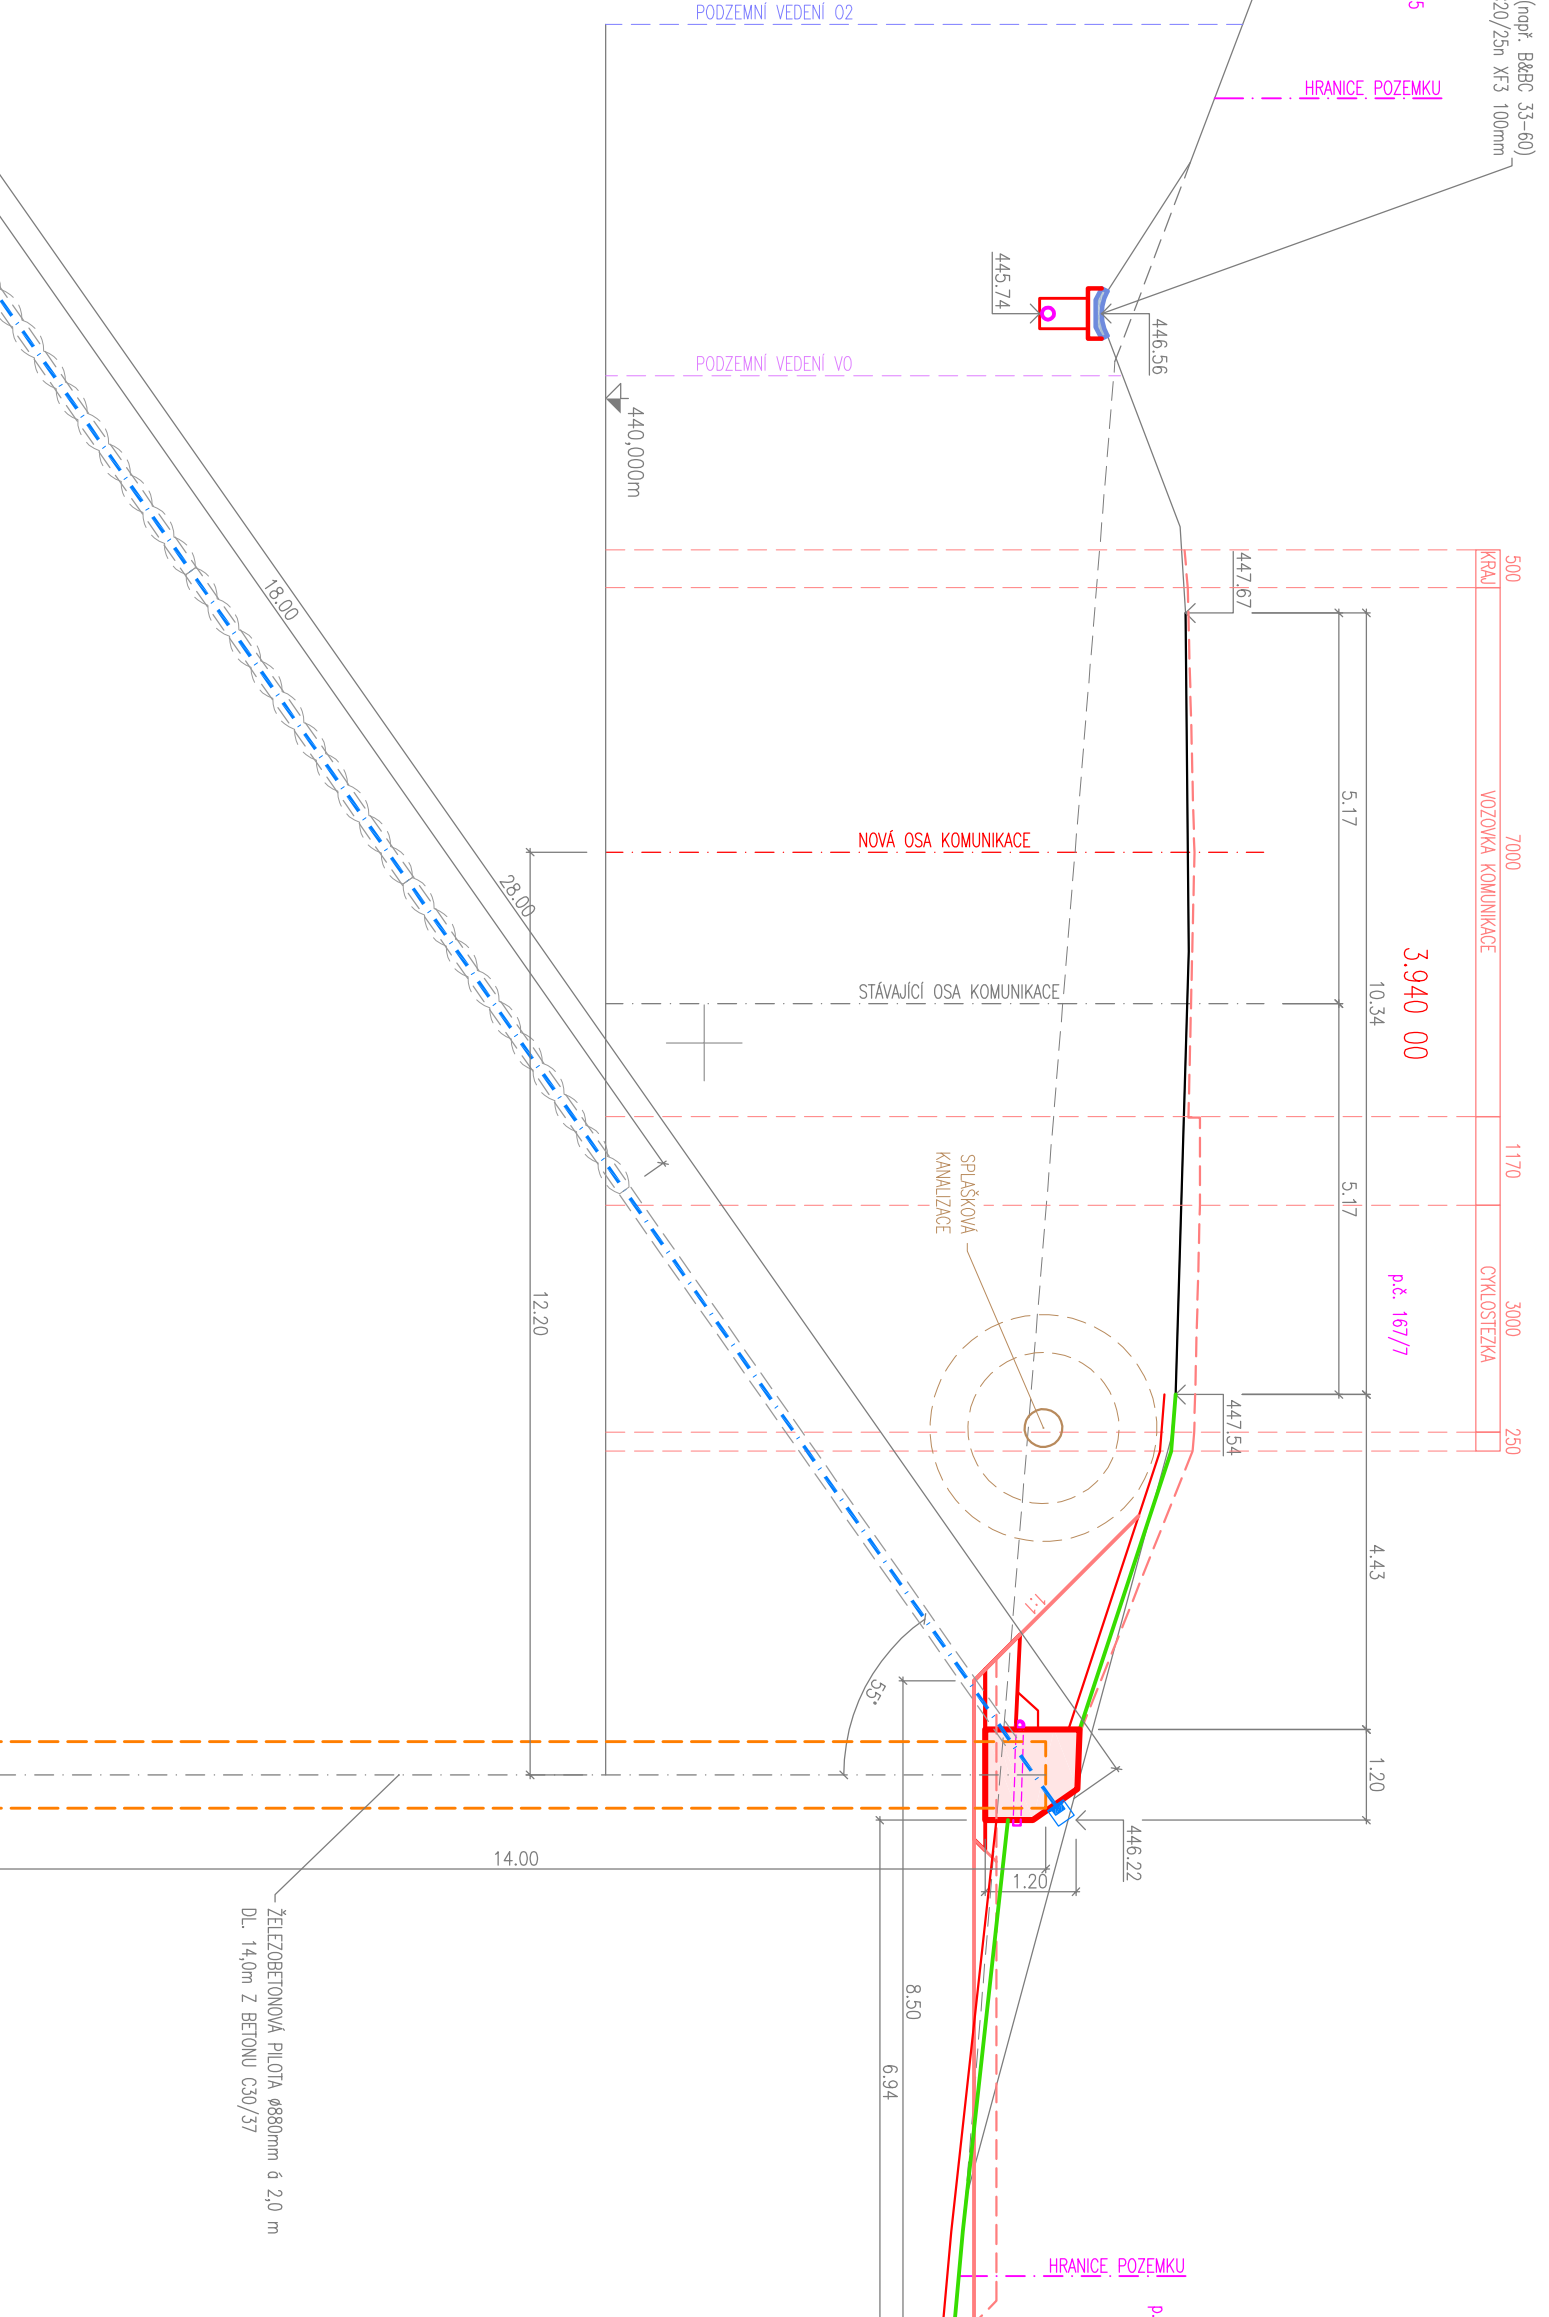 (např. B&BC 33-60)
20/25n XF3 100mm
5
PODZEMNÍ VEDENÍ O2
HRANICE POZEMKU
445.74
446.56
PODZEMNÍ VEDENÍ VO
440,000m
500
KRAJ
447.67
7000
VOZOVKA KOMUNIKACE
5.17
10.34
3.940 00
NOVÁ OSA KOMUNIKACE
STÁVAJÍCÍ OSA KOMUNIKACE
18.00
28.00
1170
5.17
3000
CYKLOSTEZKA
p.č. 167/7
250
447.54
SPLAŠKOVÁ
KANALIZACE
12.20
4.43
1:1
55°
1.20
446.22
1.20
14.00
8.50
6.94
ŽELEZOBETONOVÁ PILOTA ø880mm á 2,0 m
DL. 14,0m Z BETONU C30/37
HRANICE POZEMKU
p.